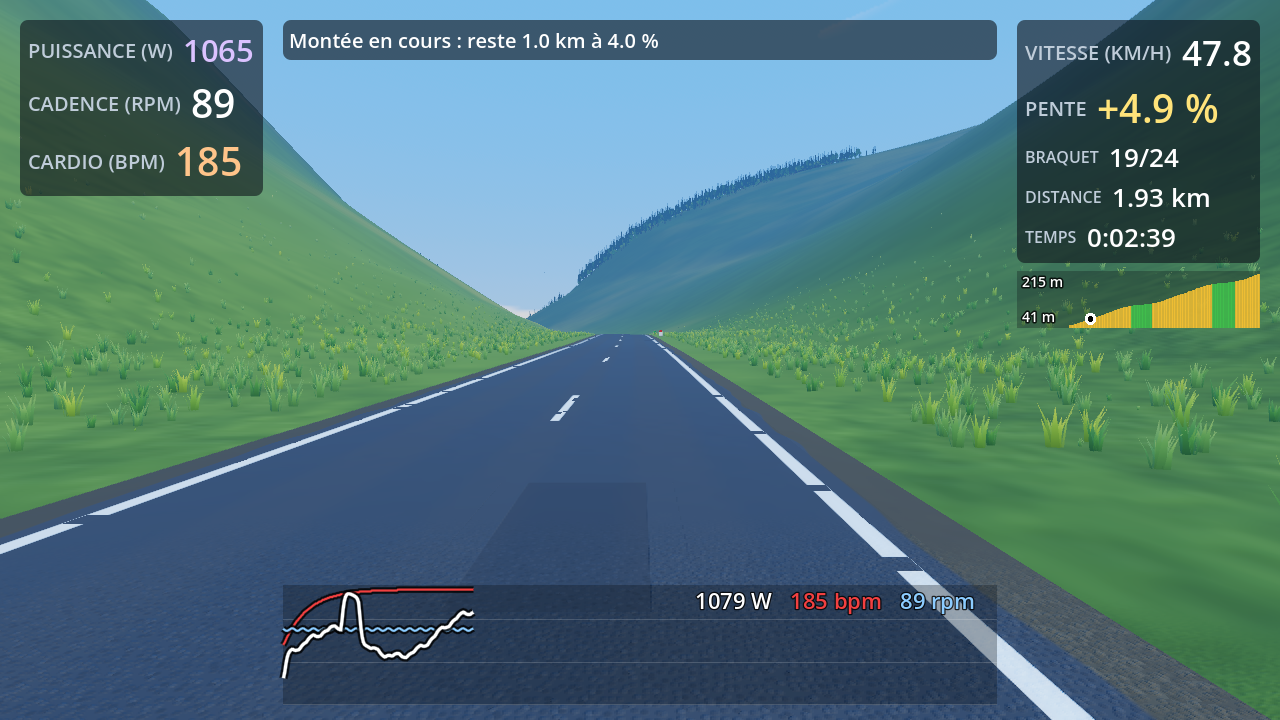 PUISSANCE (W) 1065
CADENCE (RPM) 89
CARDIO (BPM) 185
Montée en cours : reste 1.0 km à 4.0 %
VITESSE (KM/H) 47.8
PENTE +4.9 %
BRAQUET 19/24
DISTANCE 1.93 km
TEMPS 0:02:39
215 m
41 m
1079 W 185 bpm 89 rpm